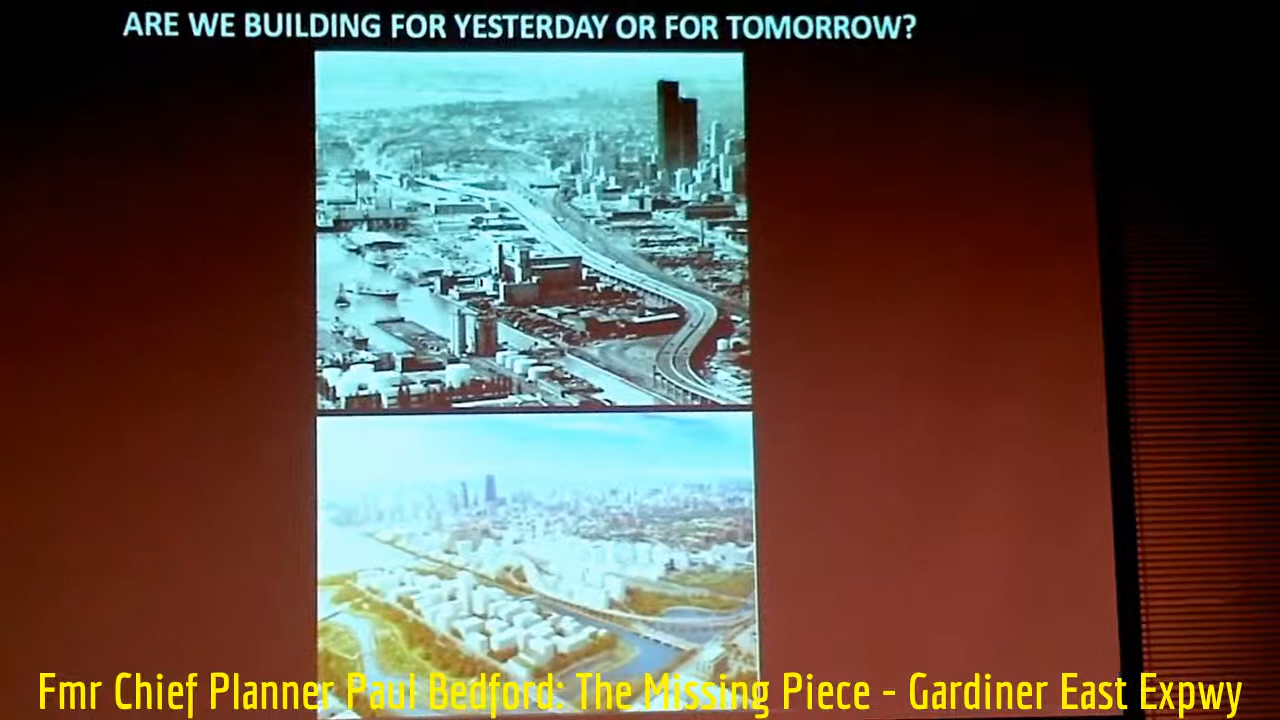 ARE WE BUILDING FOR YESTERDAY OR FOR TOMORROW?
Fmr Chief Planner Paul Bedford: The Missing Piece - Gardiner East Expwy